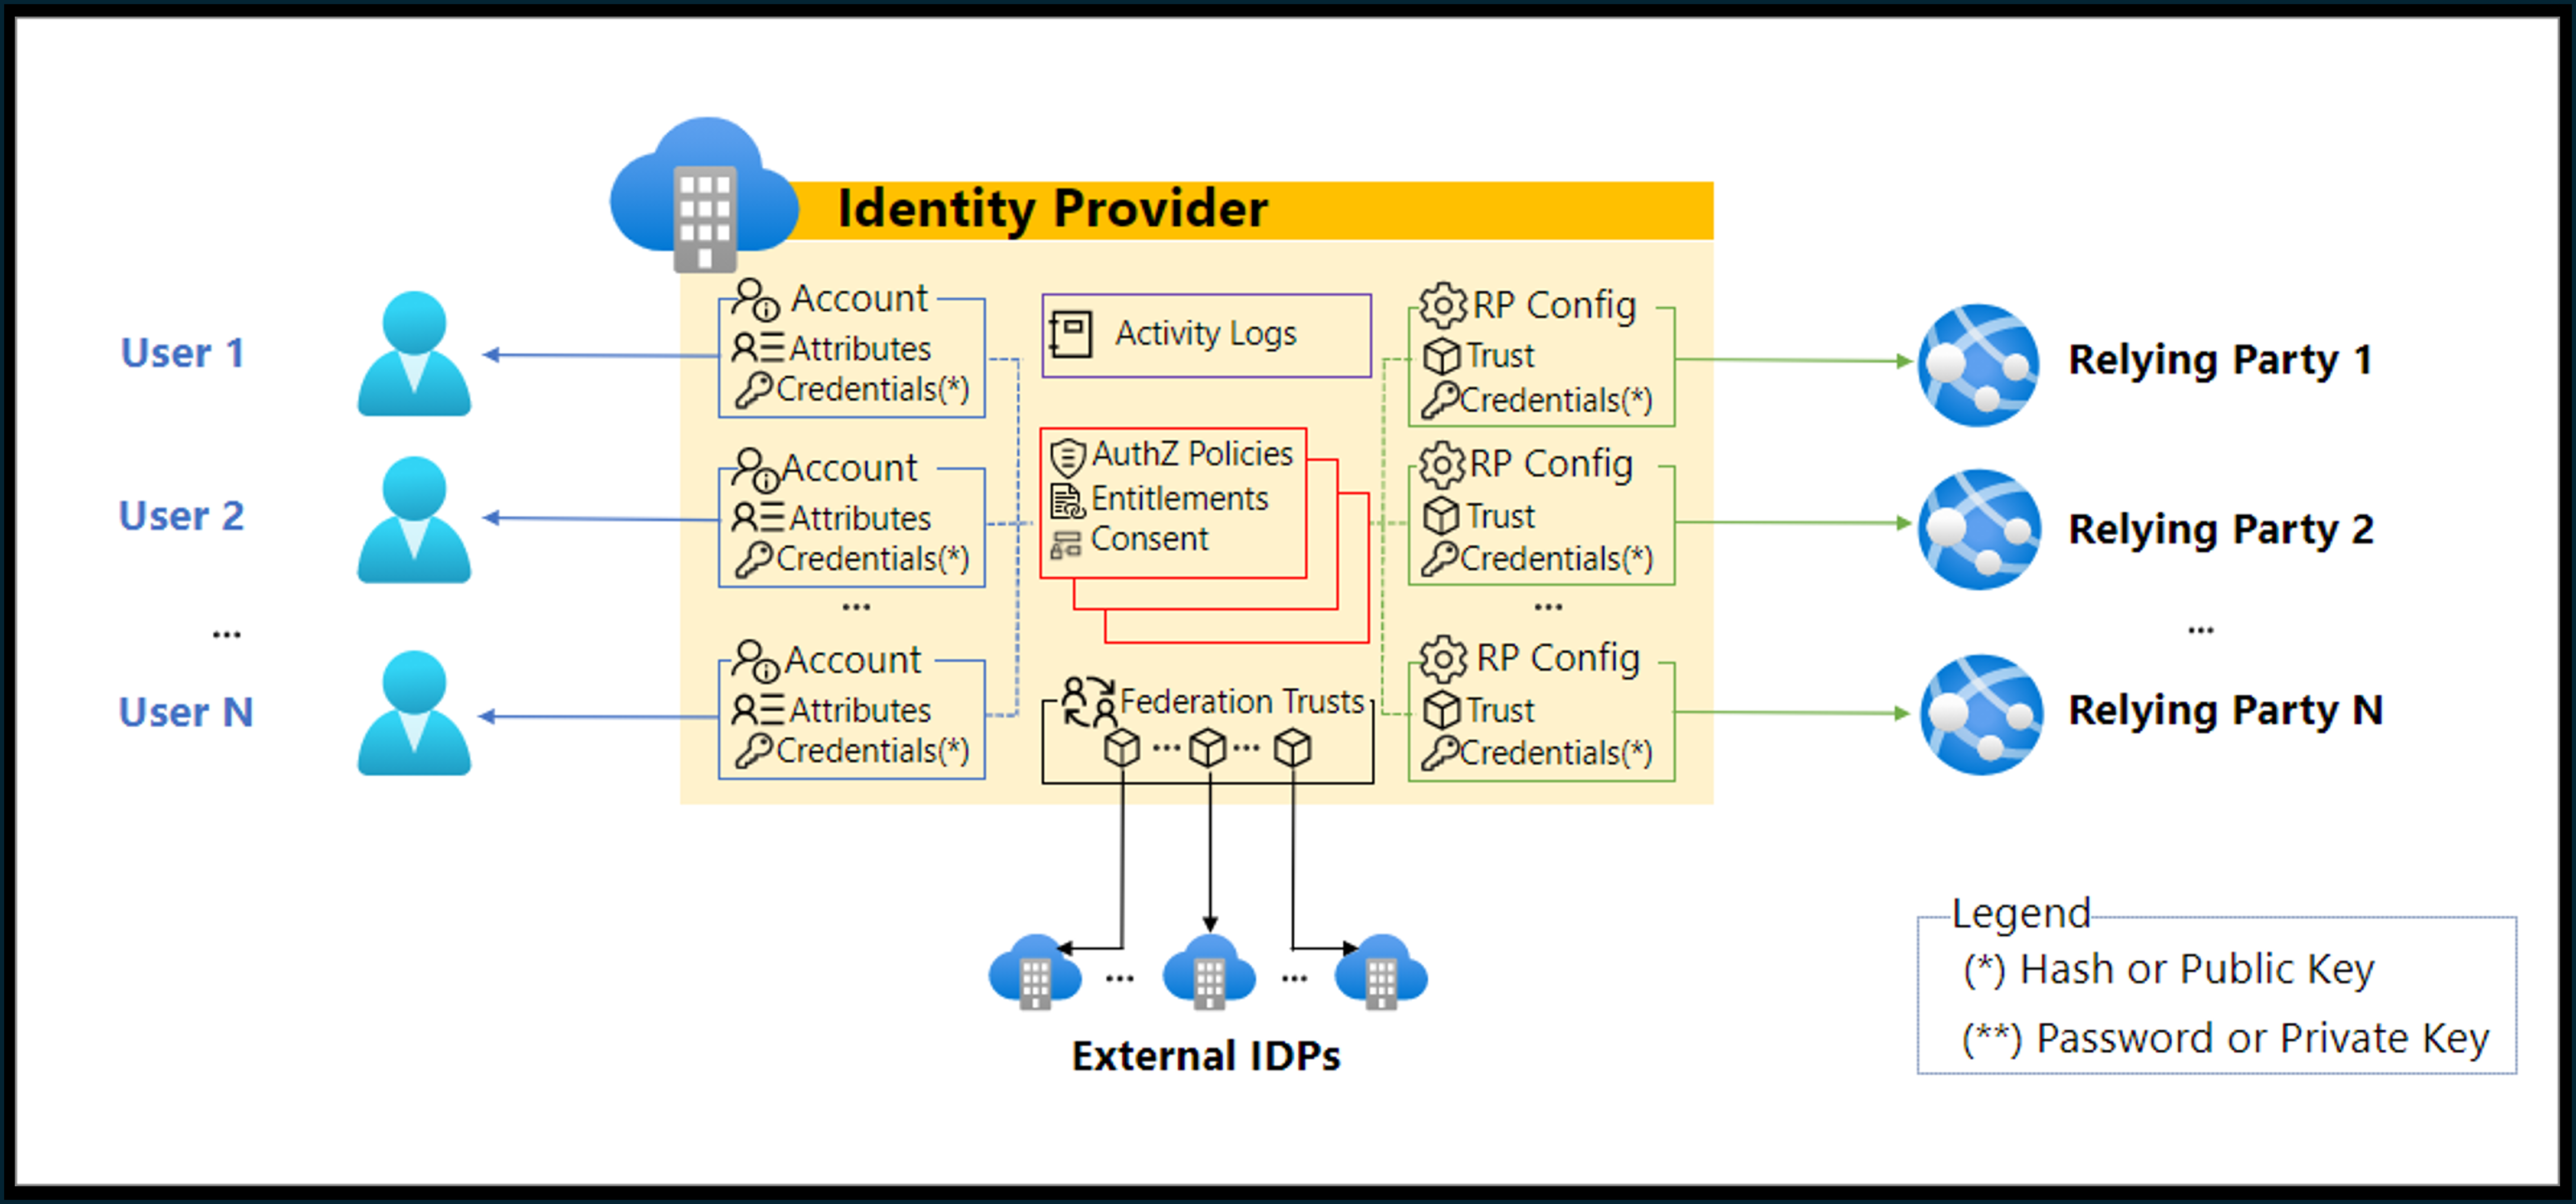 Identity Provider
User 1
Account
Attributes
Credentials(*)
Activity Logs
RP Config
Trust
Credentials(*)
Relying Party 1
User 2
Account
Attributes
Credentials(*)
AuthZ Policies
Entitlements
Consent
RP Config
Trust
Credentials(*)
Relying Party 2
...
...
...
...
User N
Account
Attributes
Credentials(*)
Federation Trusts
... ...
RP Config
Trust
Credentials(*)
Relying Party N
... ...
External IDPs
Legend
(*) Hash or Public Key
(**) Password or Private Key